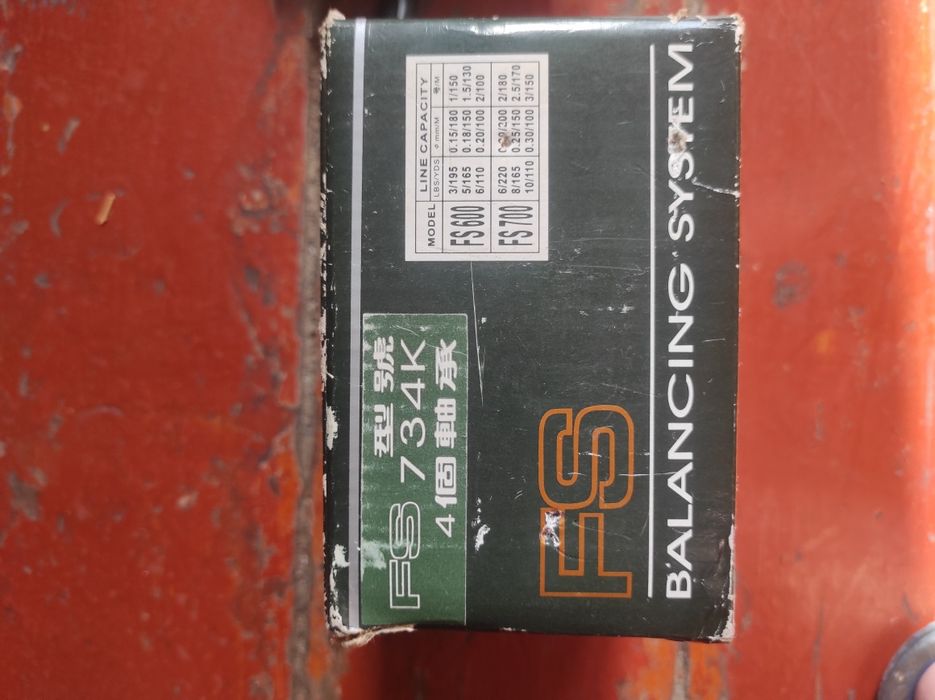 型號
FS 734K
4個軸承
MODEL LINE CAPACITY
LBS/YDS φ mm/M 号/M
3/195 0.15/180 1/150
FS 600 5/165 0.18/150 1.5/130
6/110 0.20/100 2/100
6/220 2/180
FS 700 8/165 0.25/150 2.5/170
10/110 0.30/100 3/150
FS
BALANCING SYSTEM